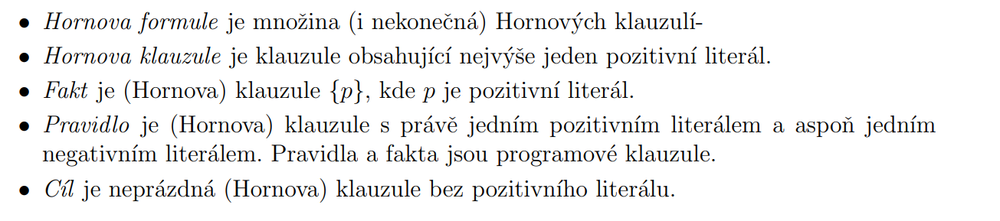 • Hornova formule je množina (i nekonečná) Hornových klauzulí-
• Hornova klauzule je klauzule obsahující nejvýše jeden pozitivní literál.
• Fakt je (Hornova) klauzule {p}, kde p je pozitivní literál.
• Pravidlo je (Hornova) klauzule s právě jedním pozitivním literálem a aspoň jedním
negativním literálem. Pravidla a fakta jsou programové klauzule.
• Cíl je neprázdná (Hornova) klauzule bez pozitivního literálu.